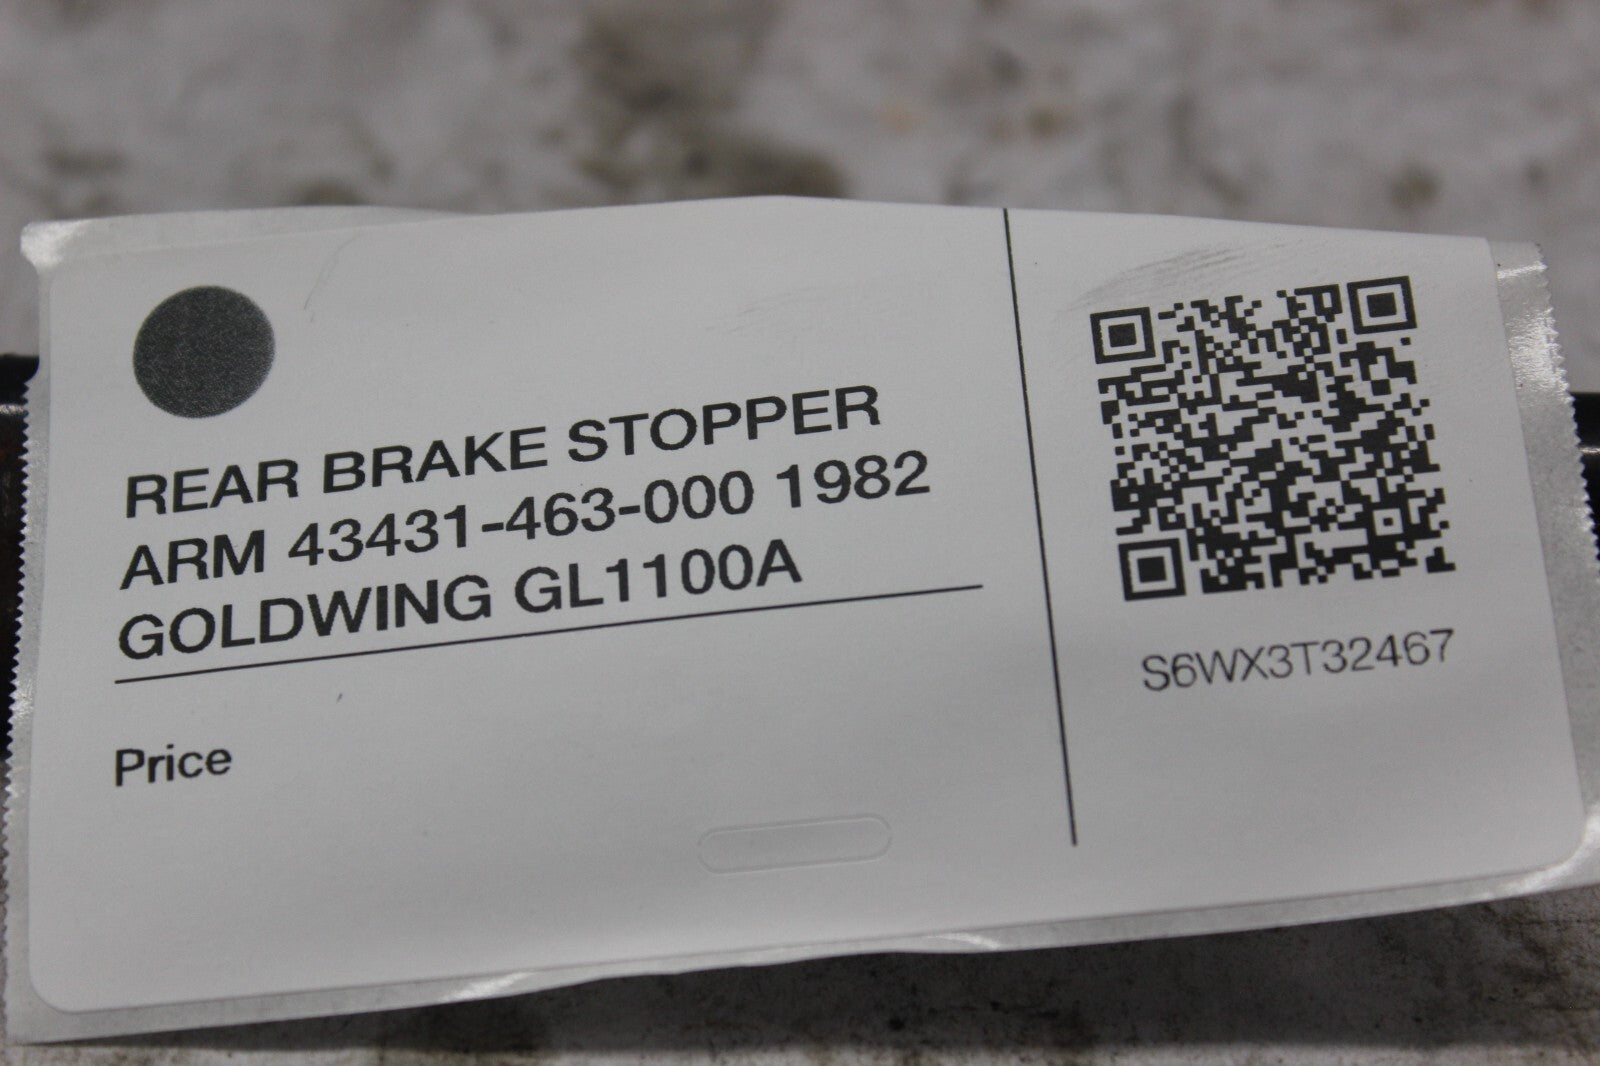 REAR BRAKE STOPPER
ARM 43431-463-000 1982
GOLDWING GL1100A
Price
S6WX3T32467